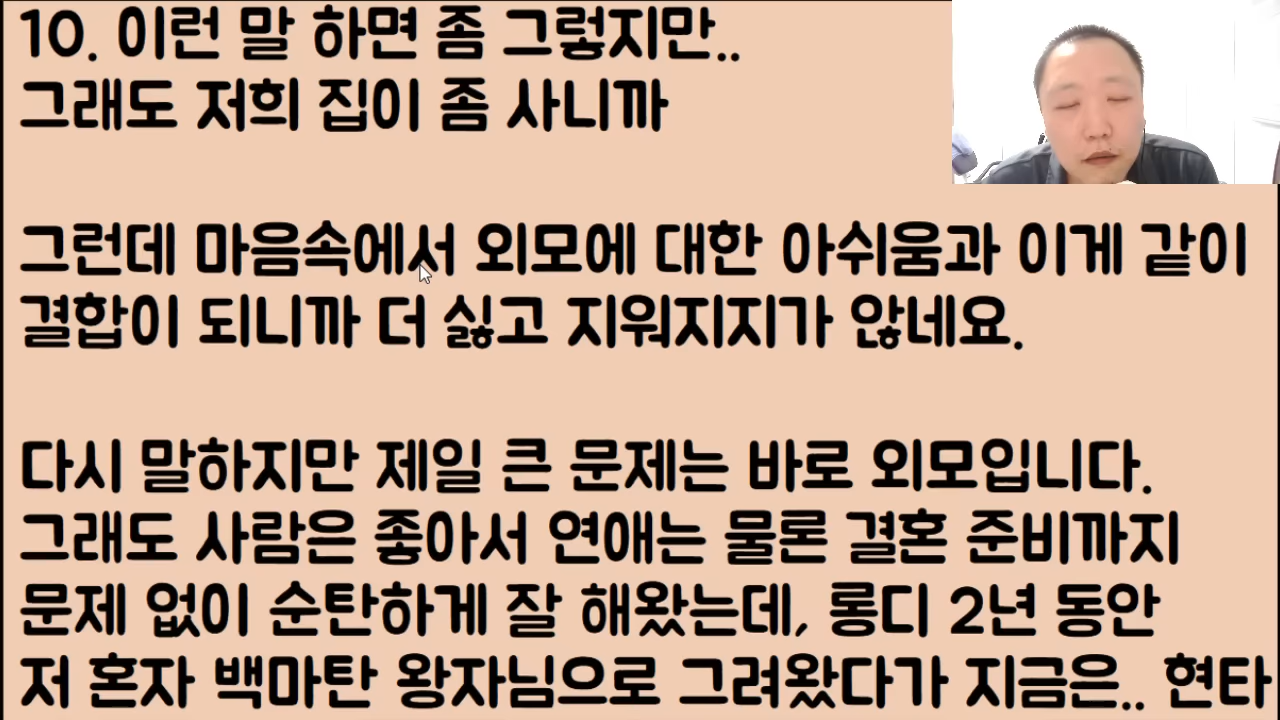 10. 이런 말 하면 좀 그렇지만..
그래도 저희 집이 좀 사니까
그런데 마음속에서 외모에 대한 아쉬움과 이게 같이
결합이 되니까 더 싫고 지워지지가 않네요.
다시 말하지만 제일 큰 문제는 바로 외모입니다.
그래도 사람은 좋아서 연애는 물론 결혼 준비까지
문제 없이 순탄하게 잘 해왔는데, 롱디 2년 동안
저 혼자 백마탄 왕자님으로 그려왔다가 지금은.. 현타